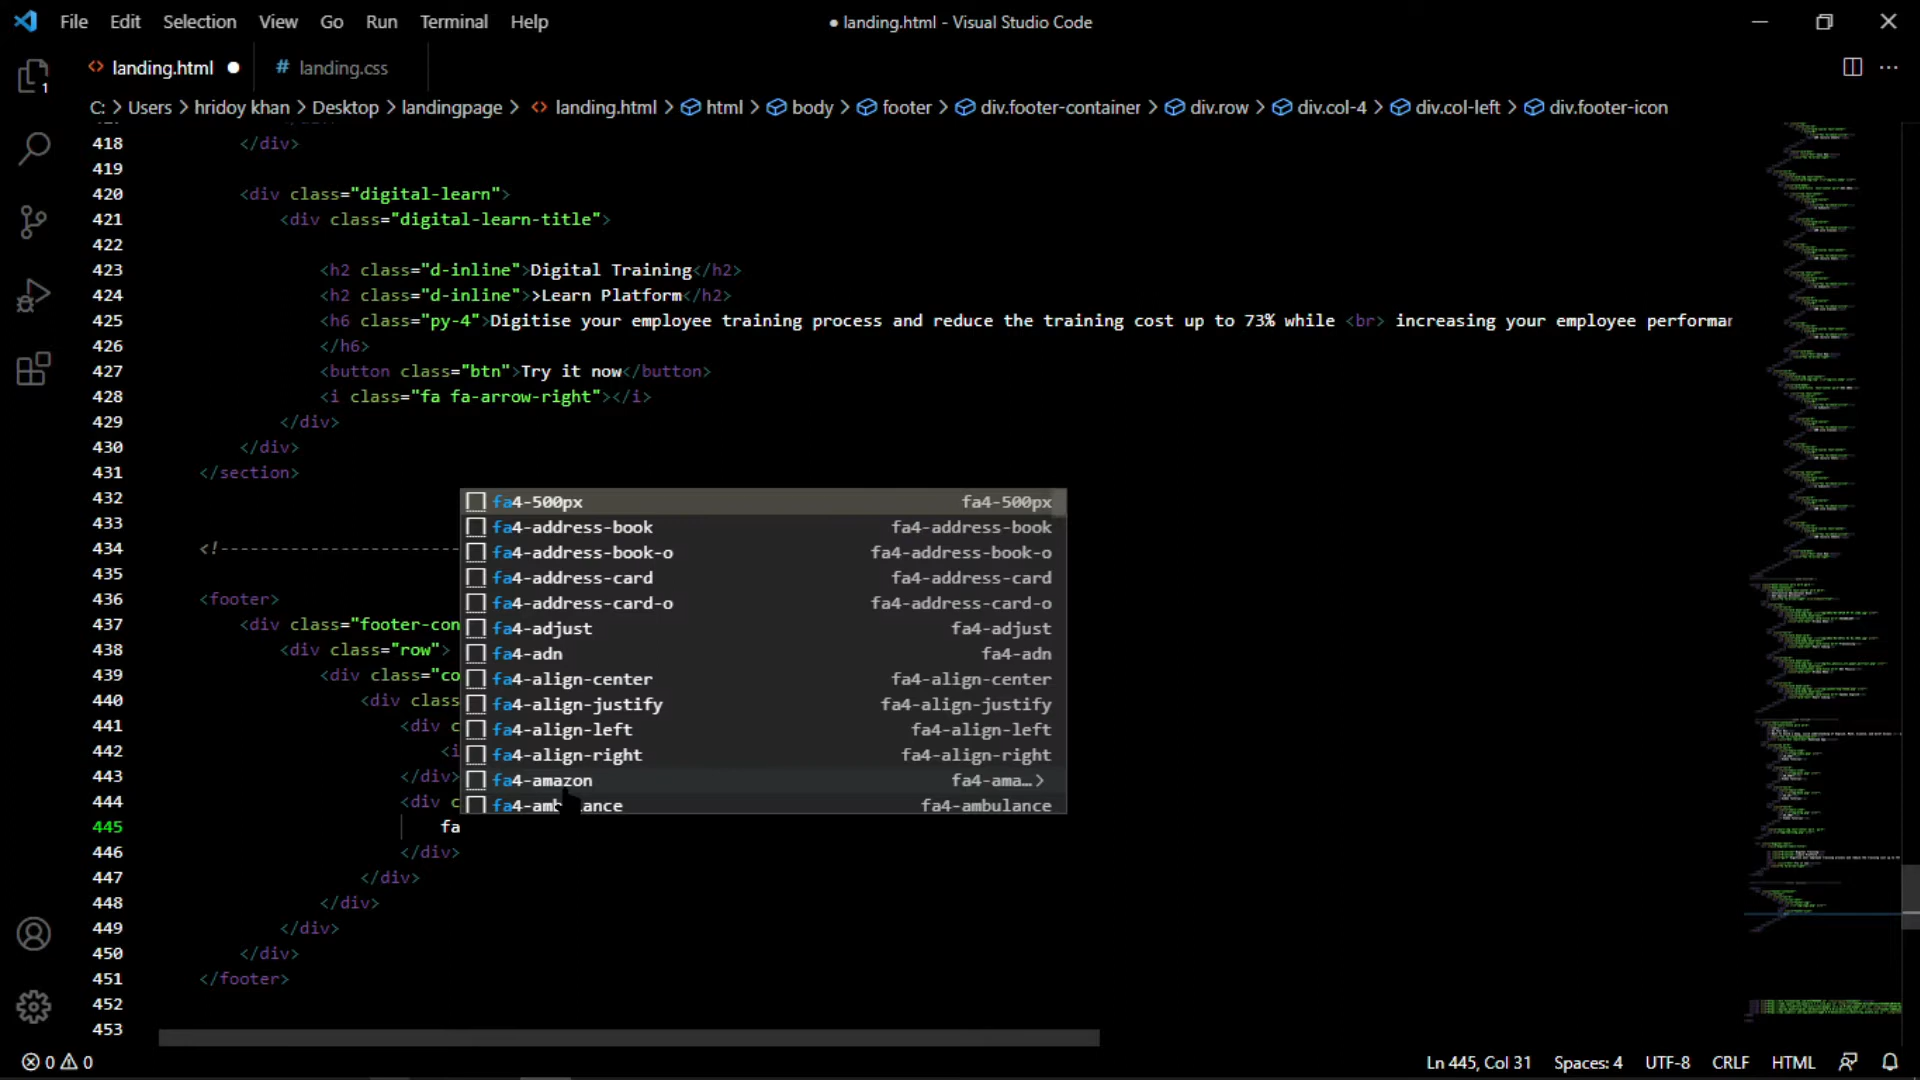 File Edit Selection View Go Run Terminal Help ● landing.html - Visual Studio Code
landing.html ● # landing.css
C: > Users > hridoy khan > Desktop > landingpage > landing.html > html > body > footer > div.footer-container > div.row > div.col-4 > div.col-left > div.footer-icon
418 </div>
419
420 <div class="digital-learn">
421 <div class="digital-learn-title">
422
423 <h2 class="d-inline">Digital Training</h2>
424 <h2 class="d-inline">>Learn Platform</h2>
425 <h6 class="py-4">Digitise your employee training process and reduce the training cost up to 73% while <br> increasing your employee performan
426 </h6>
427 <button class="btn">Try it now</button>
428 <i class="fa fa-arrow-right"></i>
429 </div>
430 </div>
431 </section>
432
433
434 <!------------------------
435
436 <footer>
437 <div class="footer-con
438 <div class="row">
439 <div class="co
440 <div class
441 <div c
442 <i
443 </div>
444 <div c
445 fa
446 </div>
447 </div>
448 </div>
449 </div>
450 </div>
451 </footer>
452
453
fa4-500px fa4-500px
fa4-address-book fa4-address-book
fa4-address-book-o fa4-address-book-o
fa4-address-card fa4-address-card
fa4-address-card-o fa4-address-card-o
fa4-adjust fa4-adjust
fa4-adn fa4-adn
fa4-align-center fa4-align-center
fa4-align-justify fa4-align-justify
fa4-align-left fa4-align-left
fa4-align-right fa4-align-right
fa4-amazon fa4-ama…>
fa4-ambulance fa4-ambulance
0 0 Ln 445, Col 31 Spaces: 4 UTF-8 CRLF HTML